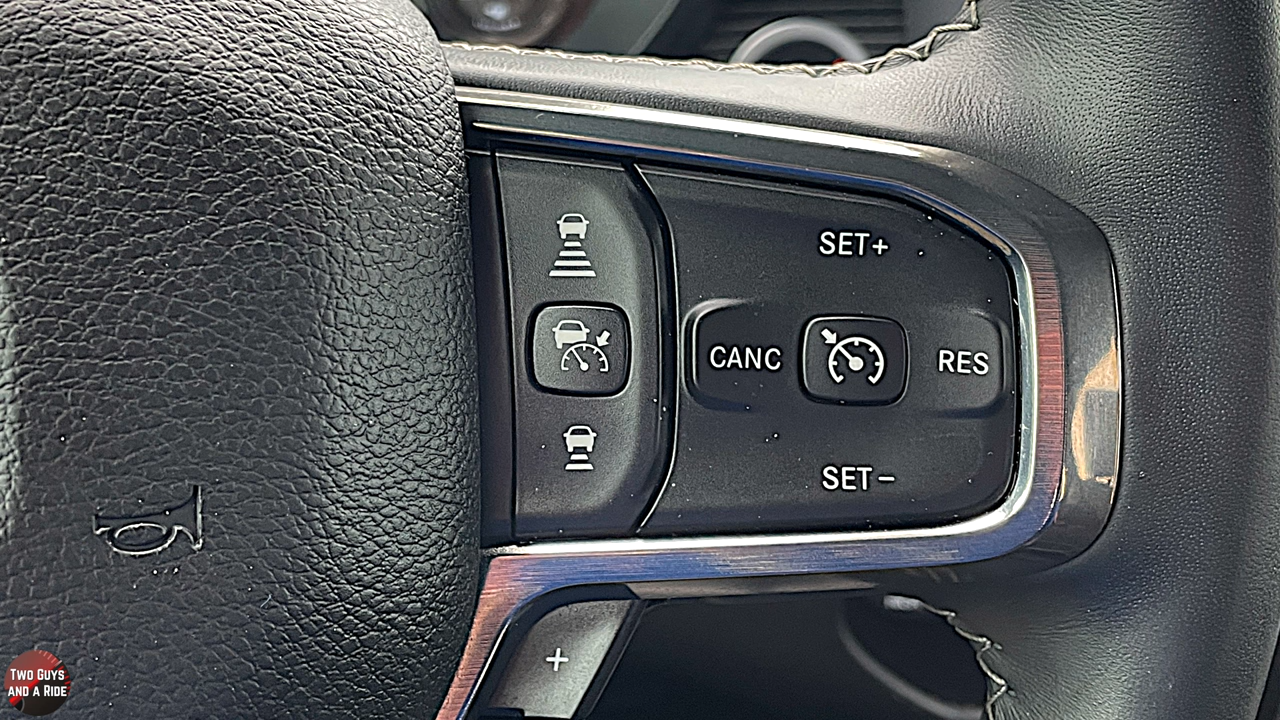 SET+
CANC
RES
SET-
+
TWO GUYS
AND A RIDE